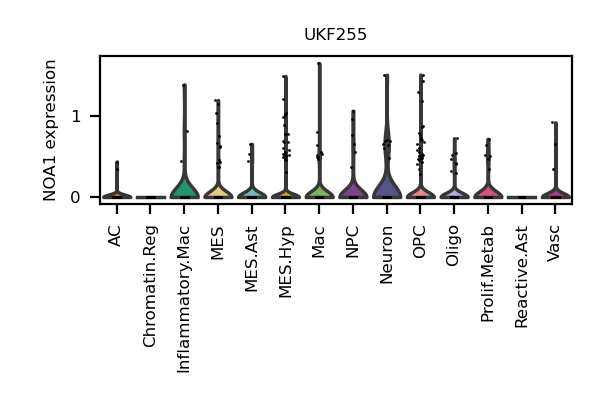 UKF255
NOA1 expression
1
0
AC
Chromatin.Reg
Inflammatory.Mac
MES
MES.Ast
MES.Hyp
Mac
NPC
Neuron
OPC
Oligo
Prolif.Metab
Reactive.Ast
Vasc